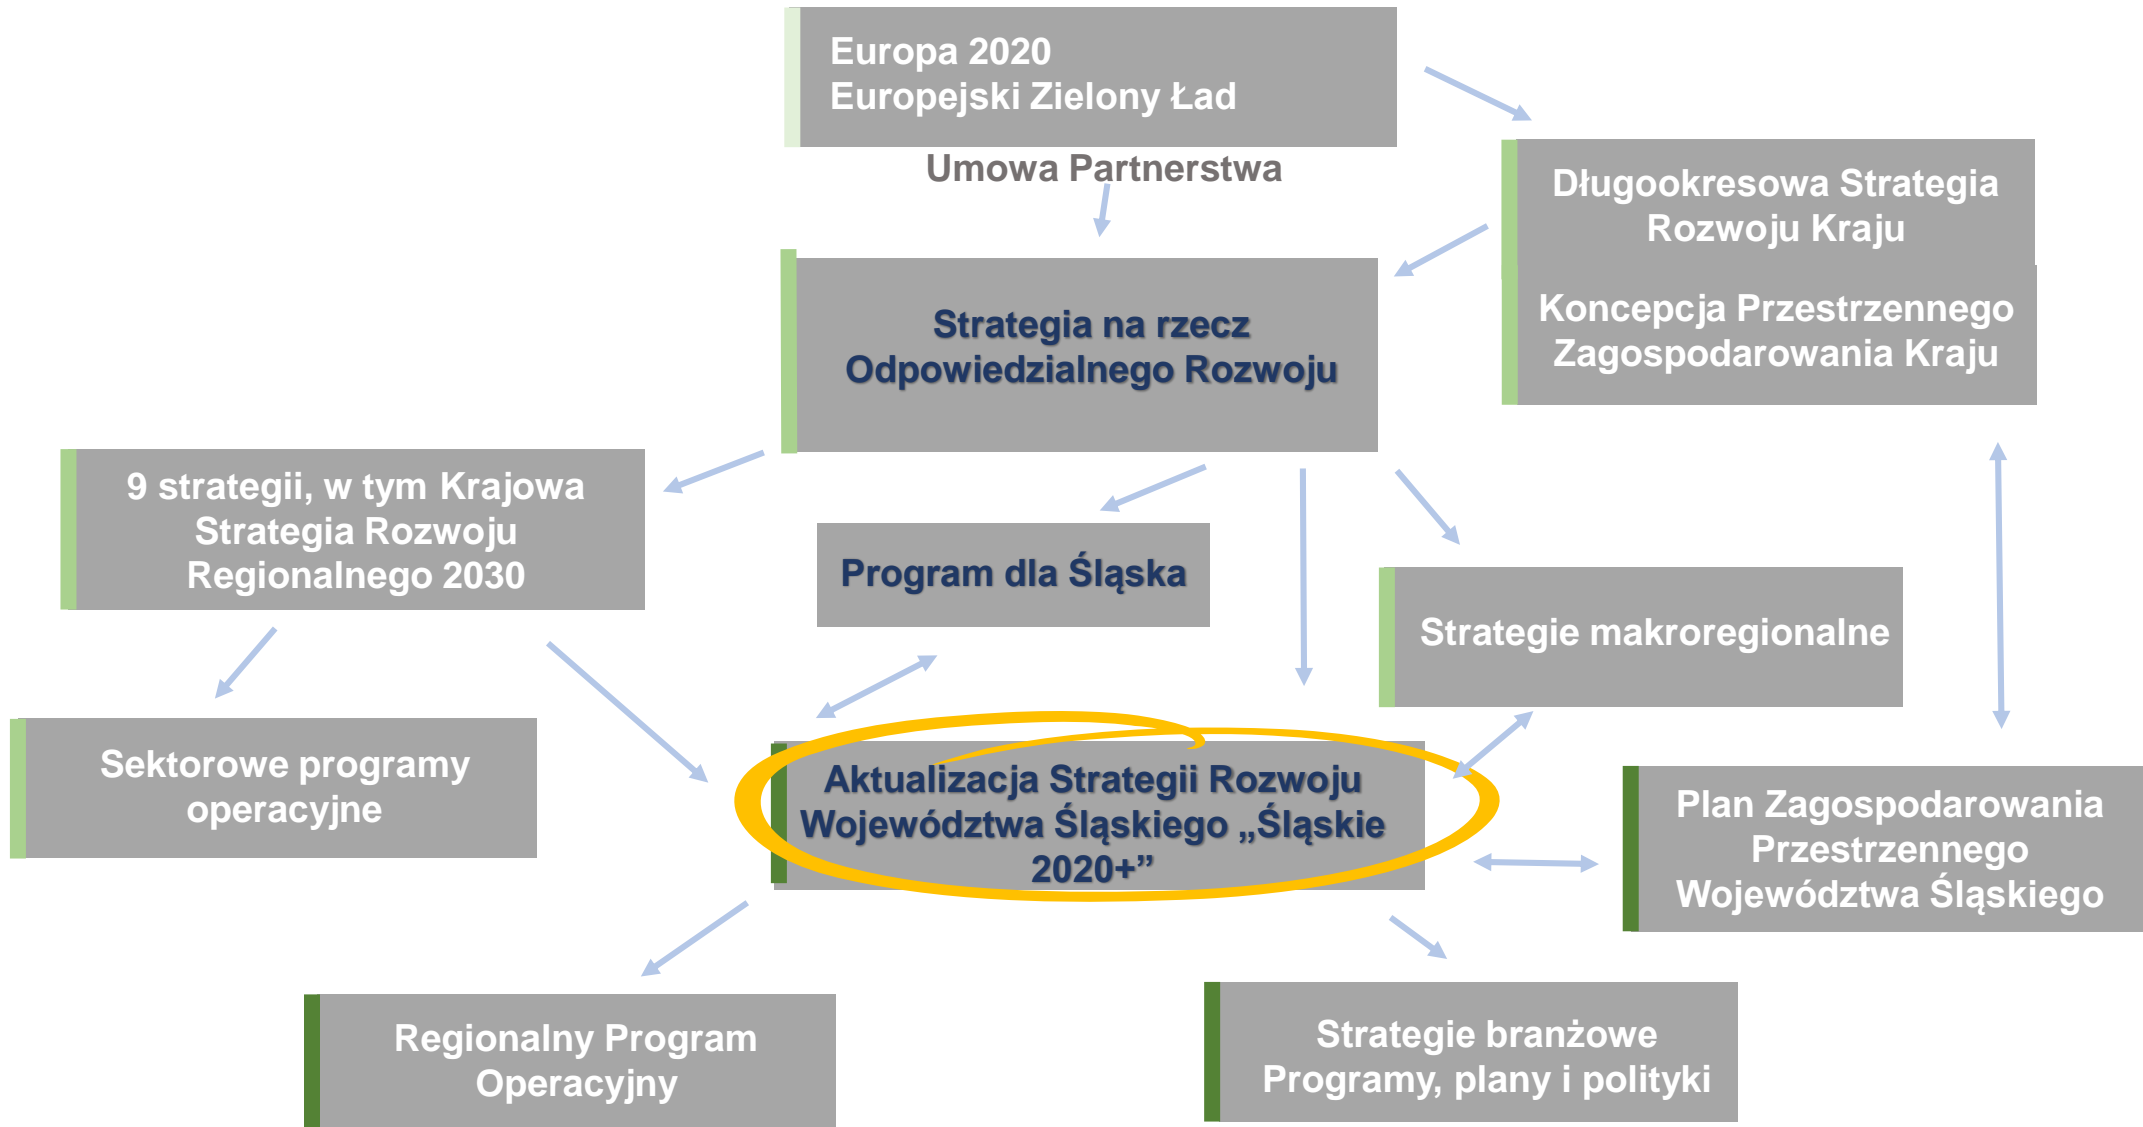 Europa 2020
Europejski Zielony Ład
Umowa Partnerstwa
Długookresowa Strategia
Rozwoju Kraju
Koncepcja Przestrzennego
Zagospodarowania Kraju
Strategia na rzecz
Odpowiedzialnego Rozwoju
9 strategii, w tym Krajowa
Strategia Rozwoju
Regionalnego 2030
Program dla Śląska
Strategie makroregionalne
Sektorowe programy
operacyjne
Aktualizacja Strategii Rozwoju
Województwa Śląskiego „Śląskie
2020+”
Plan Zagospodarowania
Przestrzennego
Województwa Śląskiego
Regionalny Program
Operacyjny
Strategie branżowe
Programy, plany i polityki